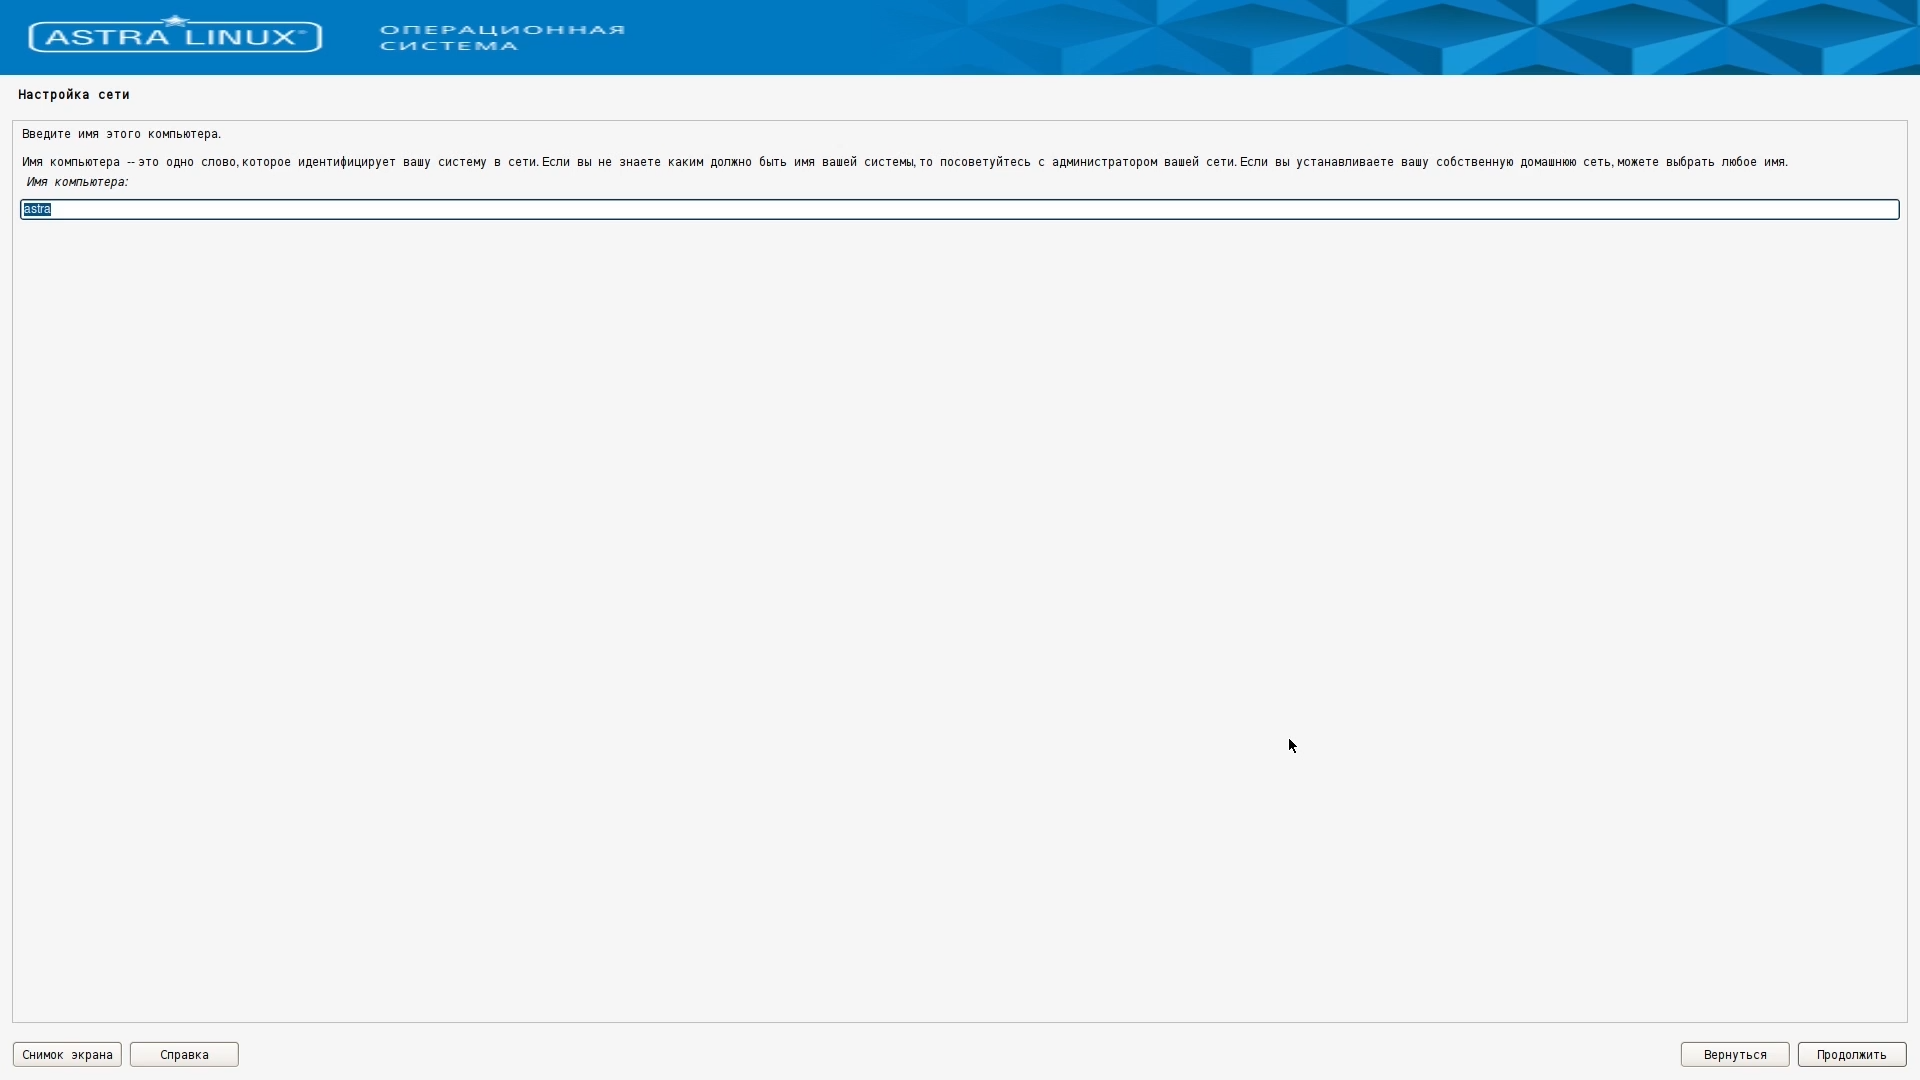 ASTRA LINUX®
ОПЕРАЦИОННАЯ
СИСТЕМА
Настройка сети
Введите имя этого компьютера.
Имя компьютера -- это одно слово, которое идентифицирует вашу систему в сети. Если вы не знаете каким должно быть имя вашей системы, то посоветуйтесь с администратором вашей сети. Если вы устанавливаете вашу собственную домашнюю сеть, можете выбрать любое имя.
Имя компьютера:
astra
Снимок экрана
Справка
Вернуться
Продолжить